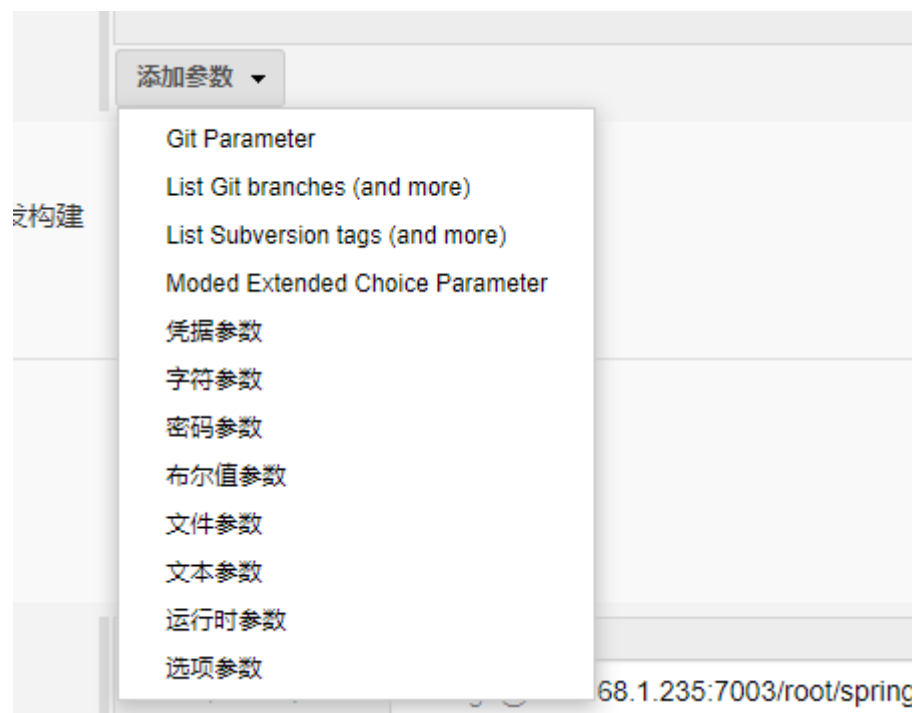 添加参数
Git Parameter
List Git branches (and more)
发构建
List Subversion tags (and more)
Moded Extended Choice Parameter
凭据参数
字符参数
密码参数
布尔值参数
文件参数
文本参数
运行时参数
选项参数
68.1.235:7003/root/spring